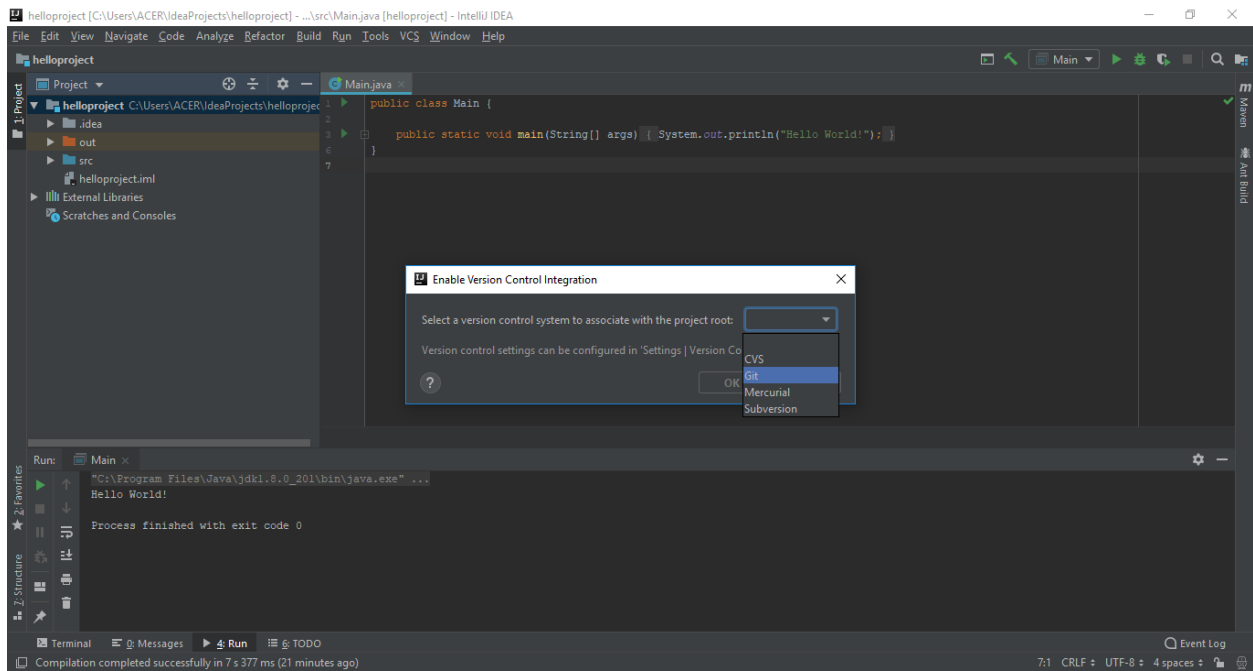 helloproject [C:\Users\ACER\IdeaProjects\helloproject] - ...\src\Main.java [helloproject] - IntelliJ IDEA
File Edit View Navigate Code Analyze Refactor Build Run Tools VCS Window Help
helloproject
Main
Project
Main.java
1: Project
helloproject C:\Users\ACER\IdeaProjects\helloprojec
.idea
out
src
helloproject.iml
External Libraries
Scratches and Consoles
1 public class Main {
2
3 public static void main(String[] args) { System.out.println("Hello World!"); }
6 }
7
m Maven
Ant Build
Enable Version Control Integration
Select a version control system to associate with the project root:
Version control settings can be configured in 'Settings | Version Co
CVS
Git
Mercurial
Subversion
? OK
Run: Main
"C:\Program Files\Java\jdk1.8.0_201\bin\java.exe" ...
Hello World!
Process finished with exit code 0
2: Favorites
7: Structure
Terminal 0: Messages 4: Run 6: TODO Event Log
Compilation completed successfully in 7 s 377 ms (21 minutes ago) 7:1 CRLF UTF-8 4 spaces